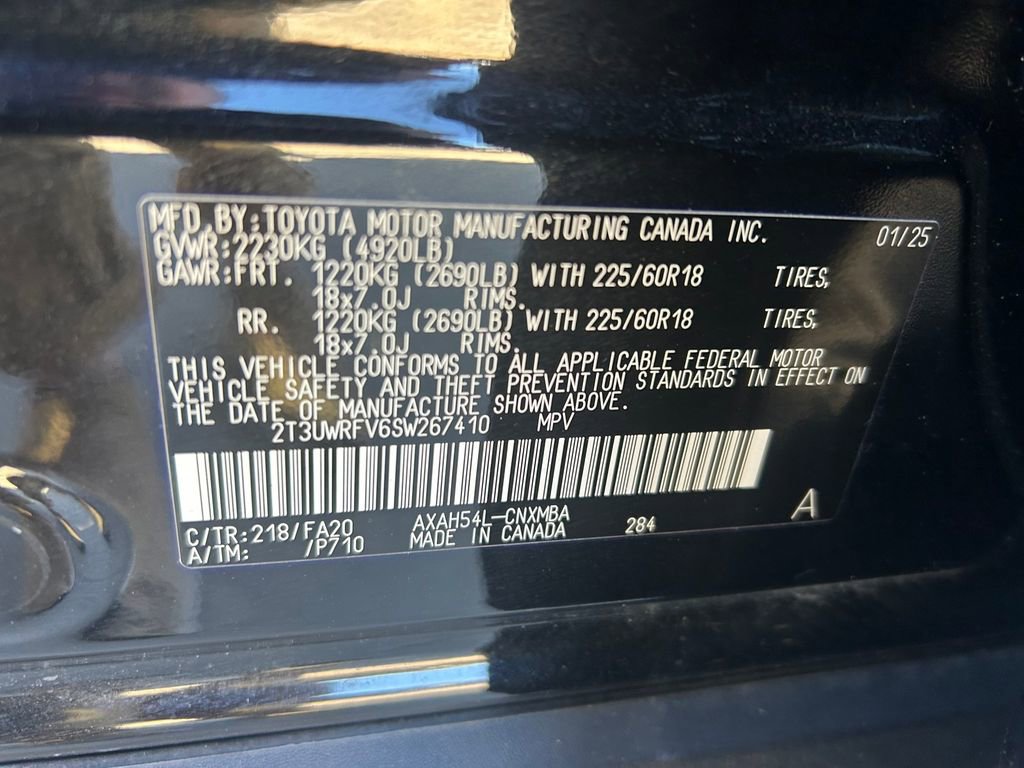 MFD.BY:TOYOTA MOTOR MANUFACTURING CANADA INC. 01/25
GVWR:2230KG (4920LB)
GAWR:FRT. 1220KG (2690LB) WITH 225/60R18 TIRES,
18x7.0J RIMS.
RR. 1220KG (2690LB) WITH 225/60R18 TIRES,
18x7.0J RIMS.
THIS VEHICLE CONFORMS TO ALL APPLICABLE FEDERAL MOTOR
VEHICLE SAFETY AND THEFT PREVENTION STANDARDS IN EFFECT ON
THE DATE OF MANUFACTURE SHOWN ABOVE.
2T3UWRFV6SW267410 MPV
C/TR:218/FA20 AXAH54L-CNXMBA 284 A
A/TM: /P710 MADE IN CANADA